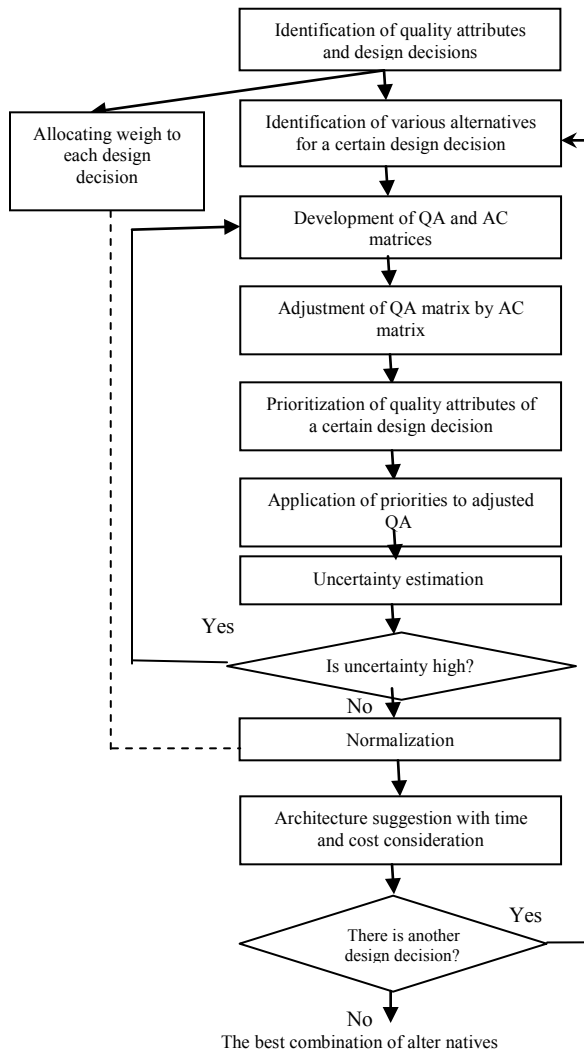 Identification of quality attributes
and design decisions
Allocating weigh to
each design
decision
Identification of various alternatives
for a certain design decision
Development of QA and AC
matrices
Adjustment of QA matrix by AC
matrix
Prioritization of quality attributes of
a certain design decision
Application of priorities to adjusted
QA
Uncertainty estimation
Yes
Is uncertainty high?
No
Normalization
Architecture suggestion with time
and cost consideration
Yes
There is another
design decision?
No
The best combination of alter natives